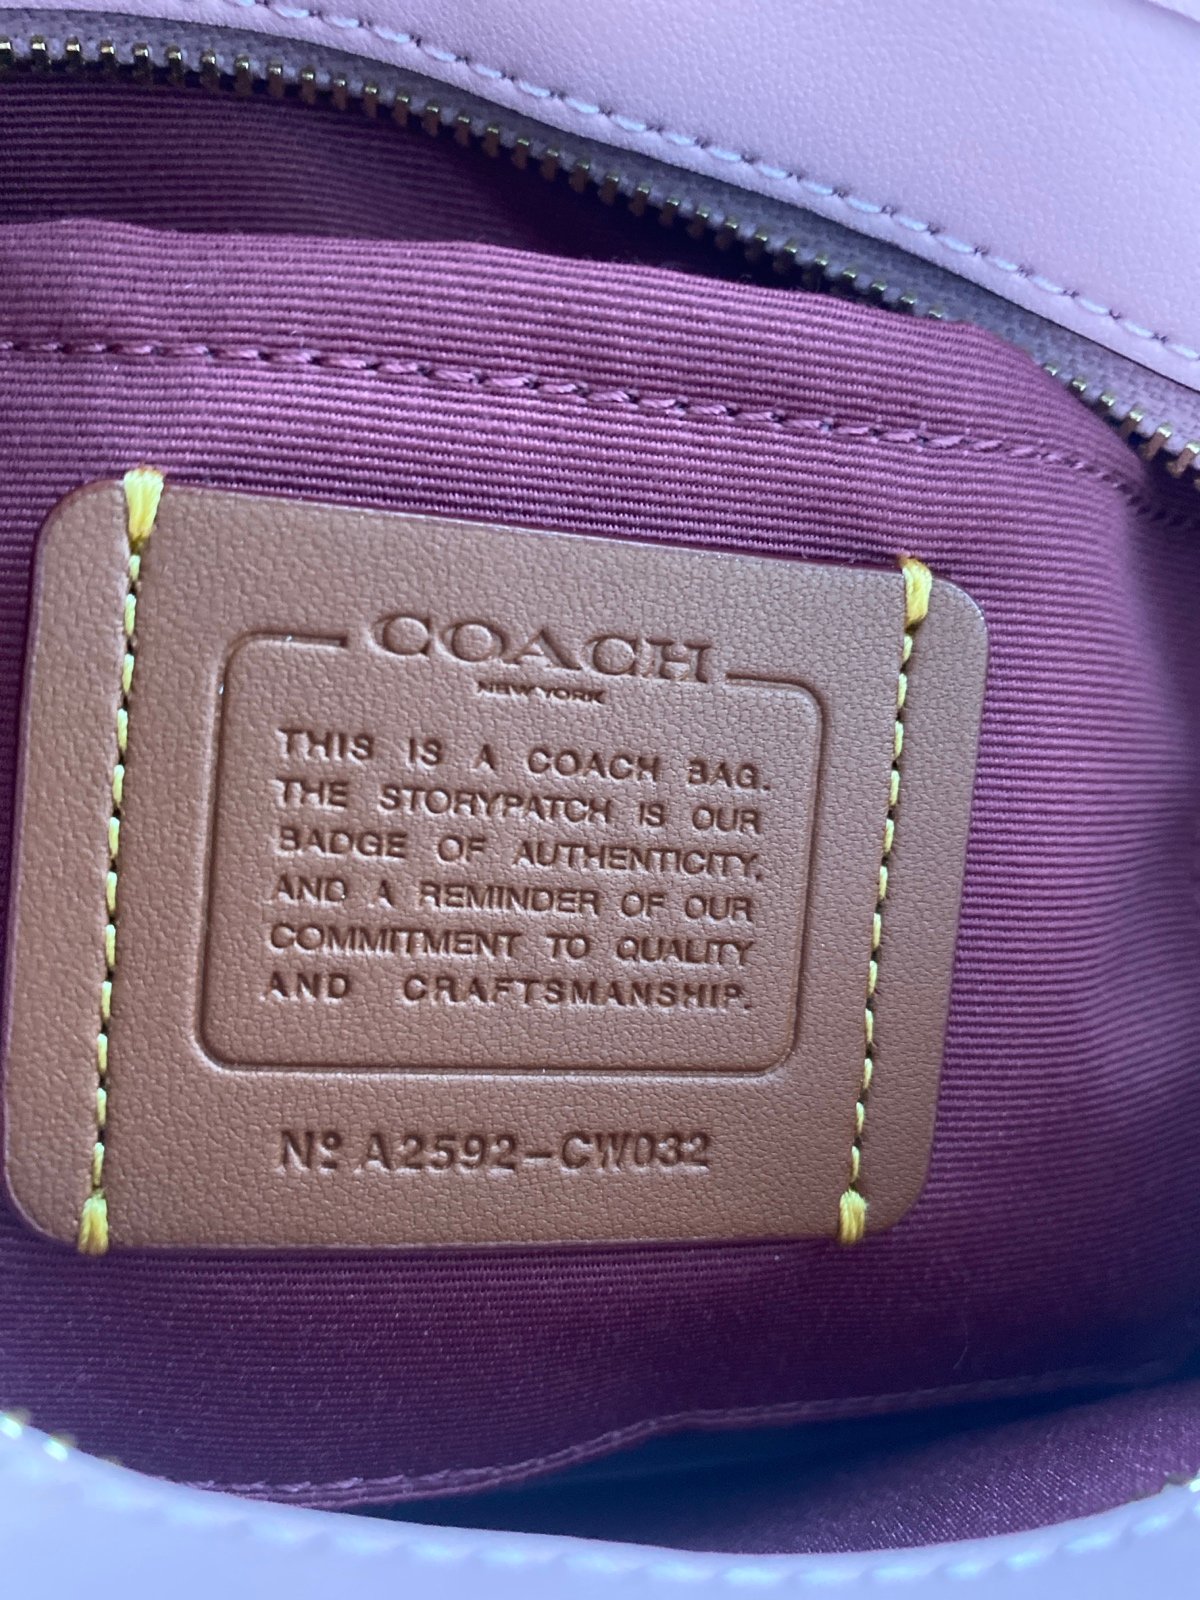 COACH
NEW YORK
THIS IS A COACH BAG.
THE STORYPATCH IS OUR
BADGE OF AUTHENTICITY,
AND A REMINDER OF OUR
COMMITMENT TO QUALITY
AND CRAFTSMANSHIP.
Nº A2592-CW032